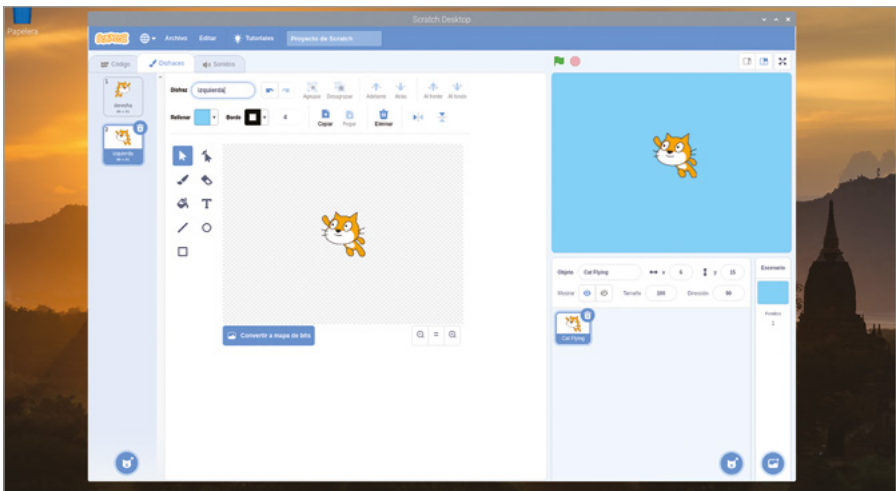 Papelera
Scratch Desktop
SCRATCH
Archivo
Editar
Tutoriales
Proyecto de Scratch
Código
Disfraces
Sonidos
1
derecha
2
izquierda
Disfraz
izquierda
Agrupar
Desagrupar
Adelante
Atrás
Al frente
Al fondo
Rellenar
Borde
4
Copiar
Pegar
Eliminar
T
Convertir a mapa de bits
Objeto
Cat Flying
x
6
y
15
Mostrar
Tamaño
100
Dirección
90
Cat Flying
Escenario
Fondos
1